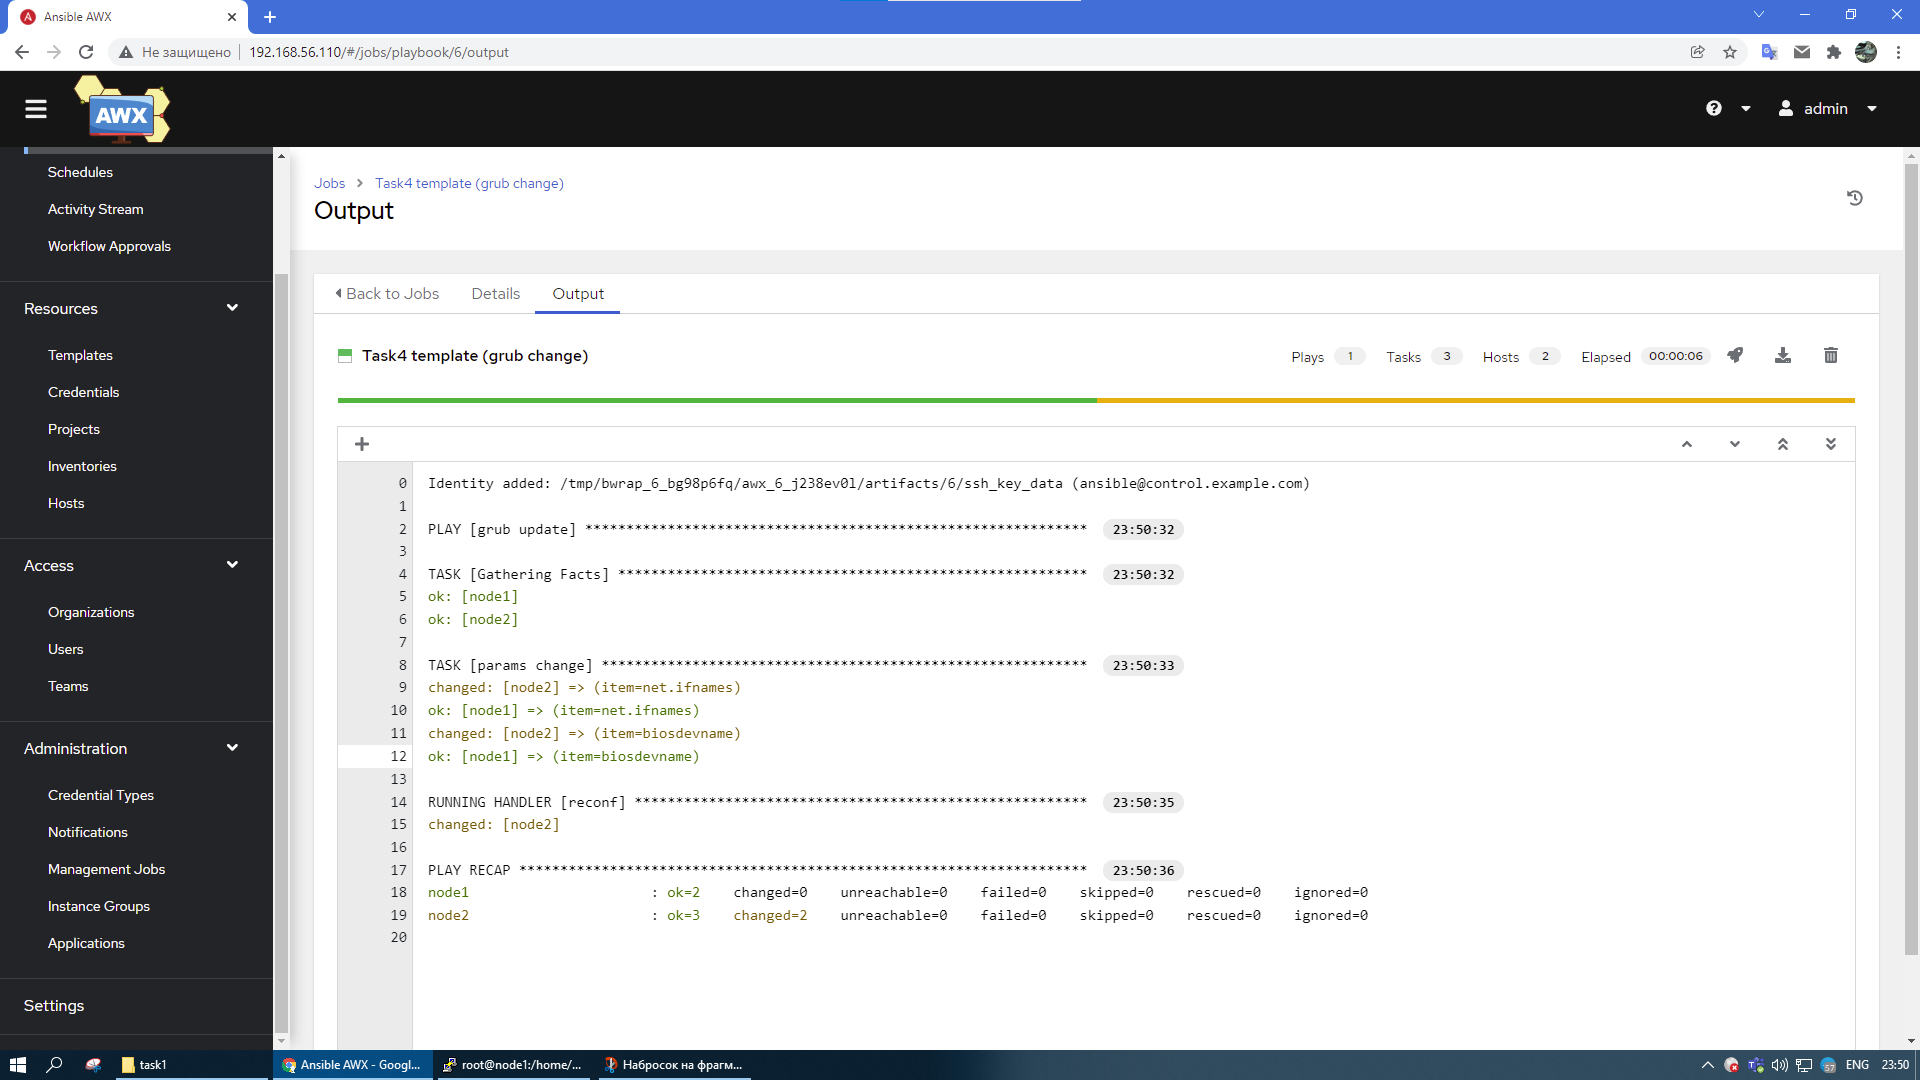 Ansible AWX
Не защищено
192.168.56.110/#/jobs/playbook/6/output
AWX
admin
Schedules
Activity Stream
Workflow Approvals
Resources
Templates
Credentials
Projects
Inventories
Hosts
Access
Organizations
Users
Teams
Administration
Credential Types
Notifications
Management Jobs
Instance Groups
Applications
Settings
Jobs > Task4 template (grub change)
Output
Back to Jobs Details Output
Task4 template (grub change)
Plays 1 Tasks 3 Hosts 2 Elapsed 00:00:06
0 Identity added: /tmp/bwrap_6_bg98p6fq/awx_6_j238ev0l/artifacts/6/ssh_key_data (ansible@control.example.com)
1
2 PLAY [grub update] ************************************************************* 23:50:32
3
4 TASK [Gathering Facts] ********************************************************* 23:50:32
5 ok: [node1]
6 ok: [node2]
7
8 TASK [params change] *********************************************************** 23:50:33
9 changed: [node2] => (item=net.ifnames)
10 ok: [node1] => (item=net.ifnames)
11 changed: [node2] => (item=biosdevname)
12 ok: [node1] => (item=biosdevname)
13
14 RUNNING HANDLER [reconf] ******************************************************* 23:50:35
15 changed: [node2]
16
17 PLAY RECAP ********************************************************************* 23:50:36
18 node1 : ok=2 changed=0 unreachable=0 failed=0 skipped=0 rescued=0 ignored=0
19 node2 : ok=3 changed=2 unreachable=0 failed=0 skipped=0 rescued=0 ignored=0
20
task1
Ansible AWX - Googl...
root@node1:/home/...
Набросок на фрагм...
57
ENG
23:50